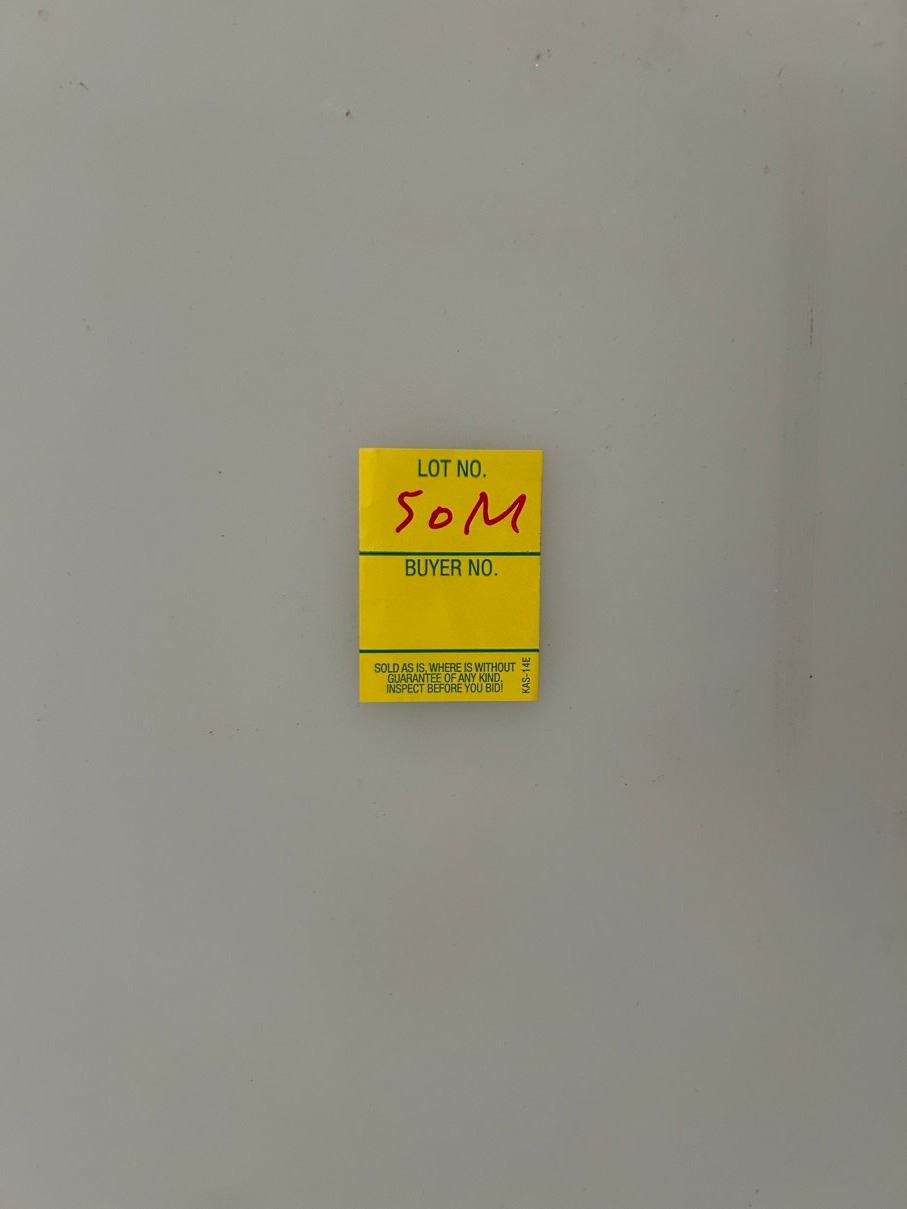 LOT NO.
50M
BUYER NO.
SOLD AS IS, WHERE IS WITHOUT
GUARANTEE OF ANY KIND.
INSPECT BEFORE YOU BID!
KAS-14E